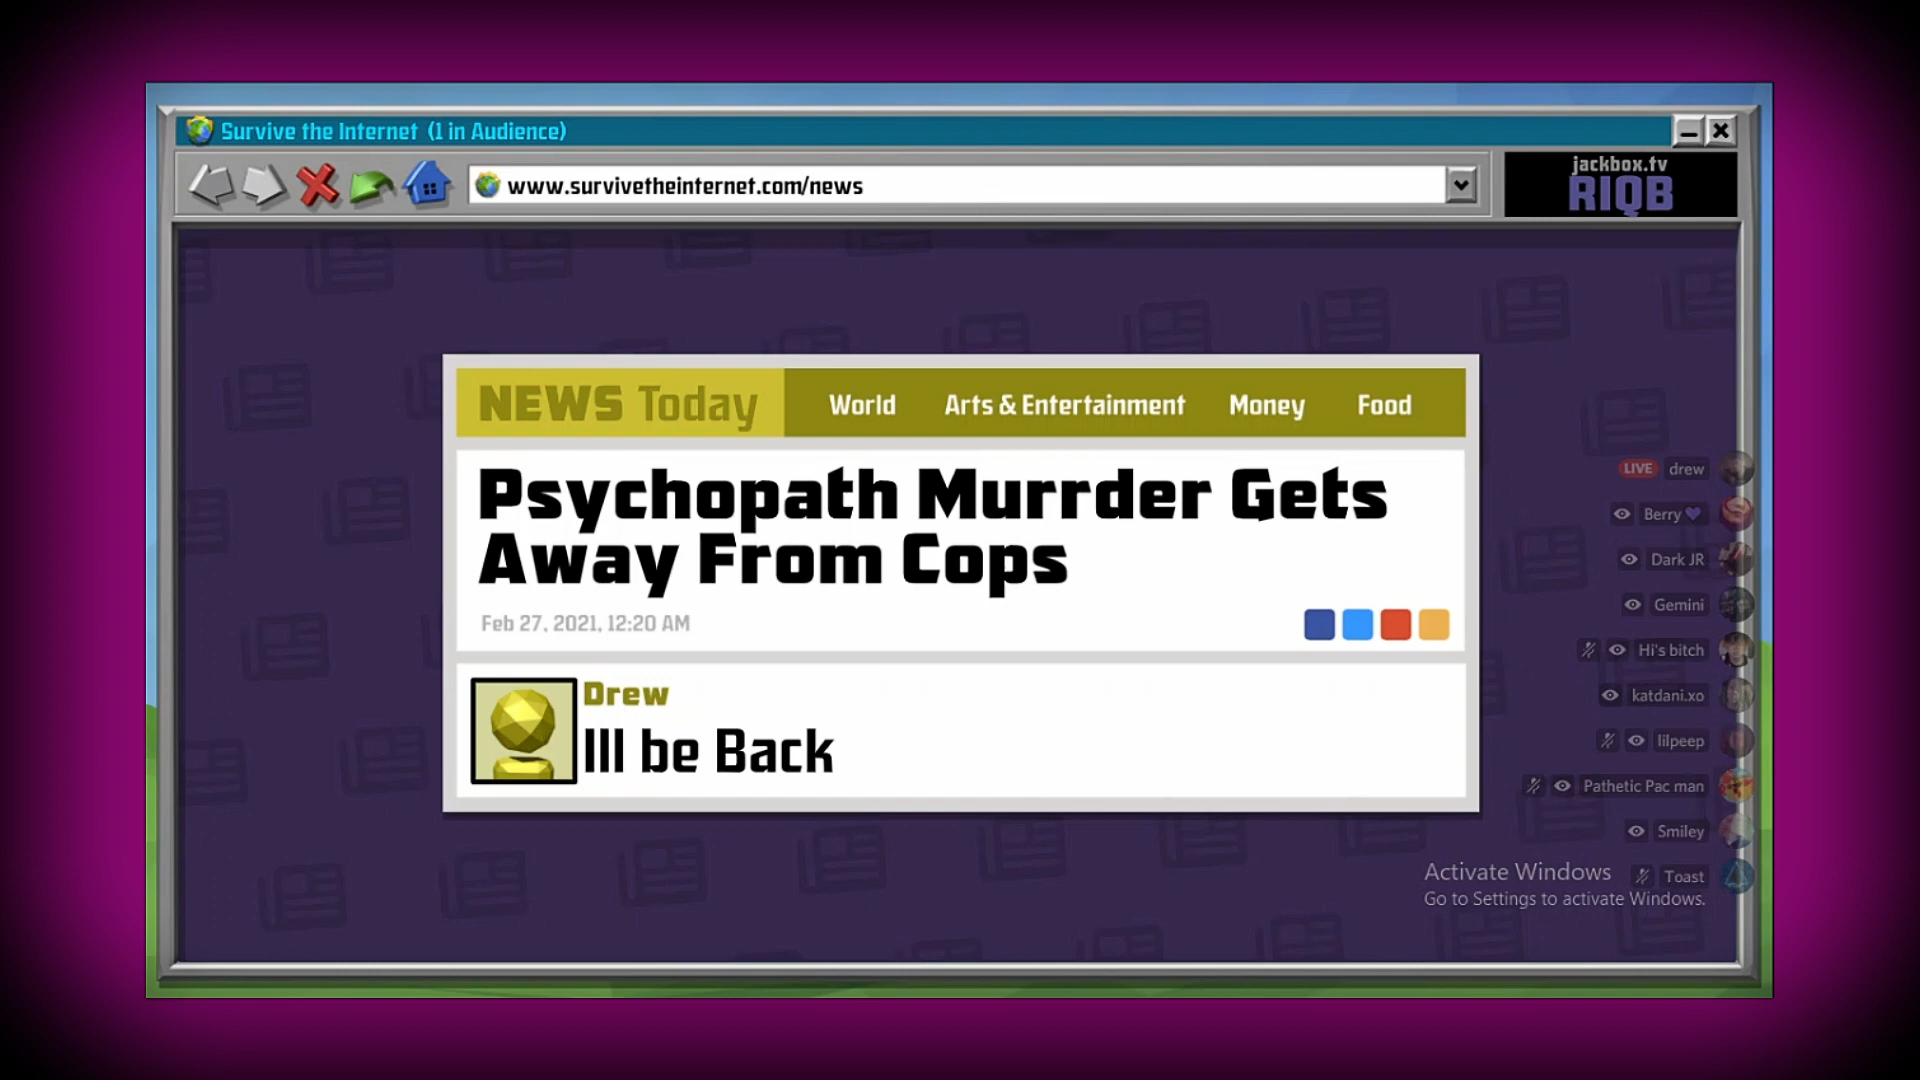 Survive the Internet (1 in Audience)
www.survivetheinternet.com/news
jackbox.tv
RIQB
NEWS Today World Arts & Entertainment Money Food
Psychopath Murrder Gets
Away From Cops
Feb 27, 2021, 12:20 AM
Drew
Ill be Back
LIVE drew
Berry
Dark JR
Gemini
Hi's bitch
katdani.xo
lilpeep
Pathetic Pac man
Smiley
Toast
Activate Windows
Go to Settings to activate Windows.